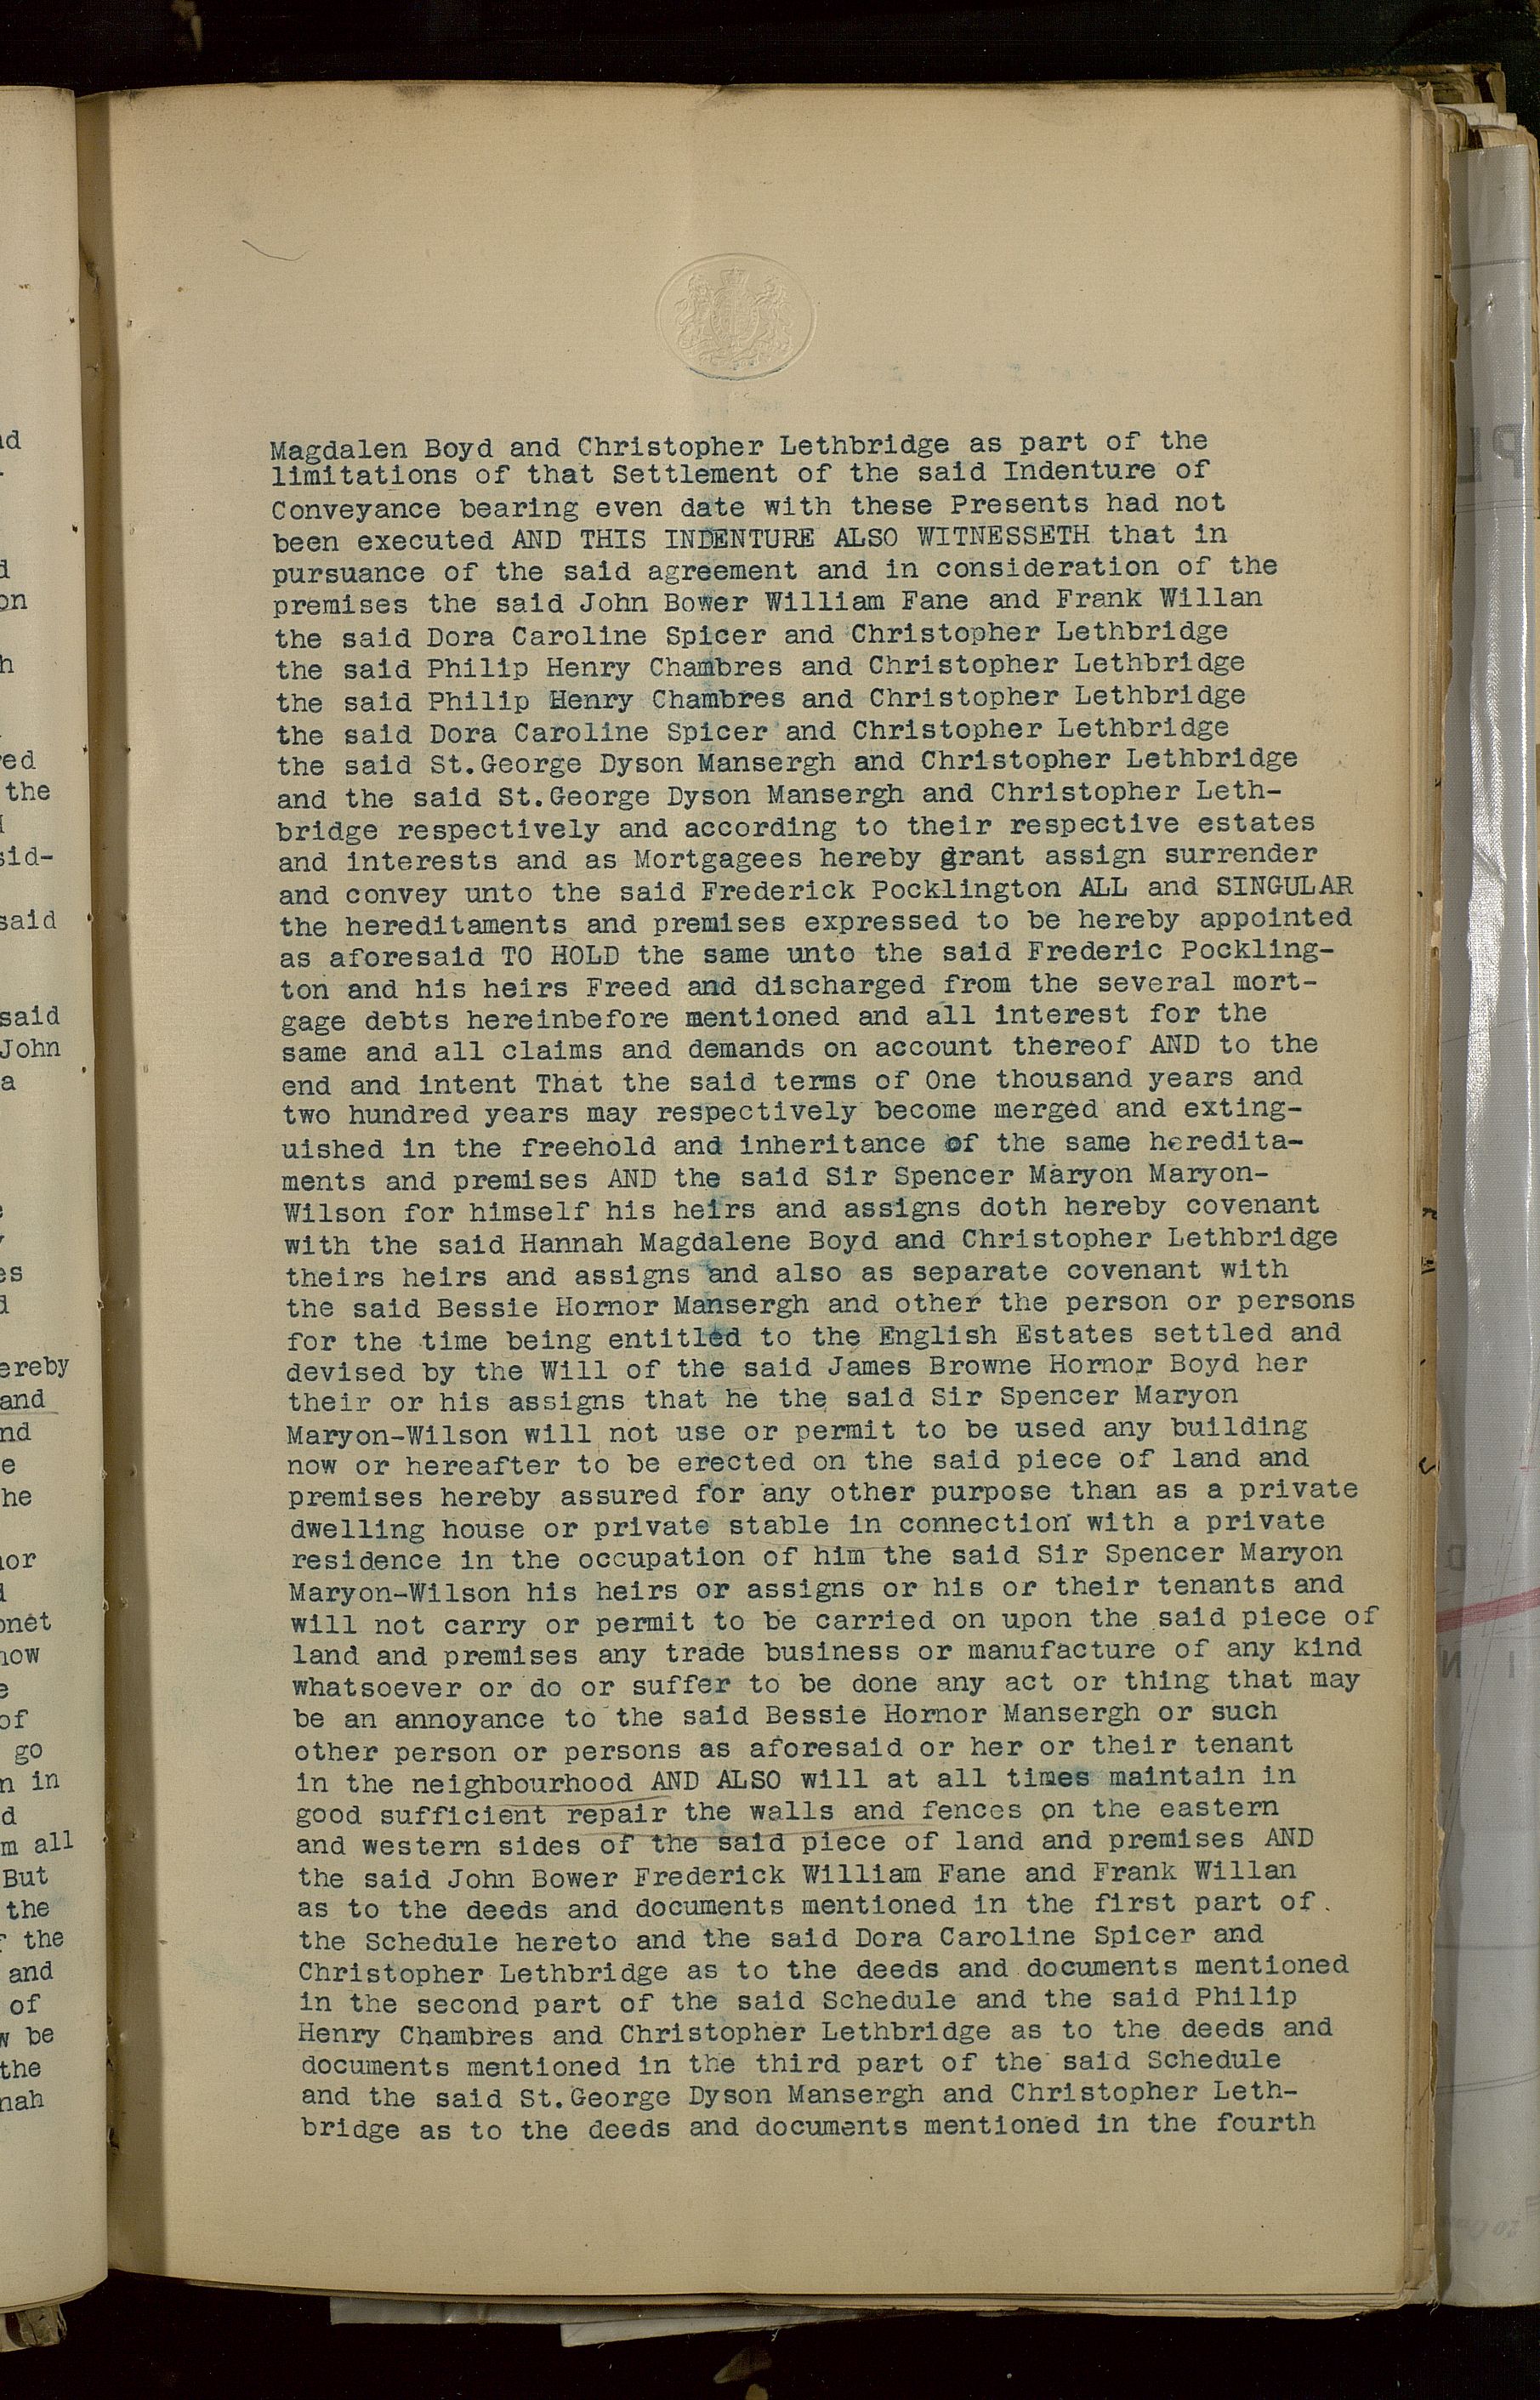 Magdalen Boyd and Christopher Lethbridge as part of the
limitations of that Settlement of the said Indenture of
Conveyance bearing even date with these Presents had not
been executed AND THIS INDENTURE ALSO WITNESSETH that in
pursuance of the said agreement and in consideration of the
premises the said John Bower William Fane and Frank Willan
the said Dora Caroline Spicer and Christopher Lethbridge
the said Philip Henry Chambres and Christopher Lethbridge
the said Philip Henry Chambres and Christopher Lethbridge
the said Dora Caroline Spicer and Christopher Lethbridge
the said St.George Dyson Mansergh and Christopher Lethbridge
and the said St.George Dyson Mansergh and Christopher Leth-
bridge respectively and according to their respective estates
and interests and as Mortgagees hereby grant assign surrender
and convey unto the said Frederick Pocklington ALL and SINGULAR
the hereditaments and premises expressed to be hereby appointed
as aforesaid TO HOLD the same unto the said Frederic Pockling-
ton and his heirs Freed and discharged from the several mort-
gage debts hereinbefore mentioned and all interest for the
same and all claims and demands on account thereof AND to the
end and intent That the said terms of One thousand years and
two hundred years may respectively become merged and exting-
uished in the freehold and inheritance of the same heredita-
ments and premises AND the said Sir Spencer Maryon Maryon-
Wilson for himself his heirs and assigns doth hereby covenant
with the said Hannah Magdalene Boyd and Christopher Lethbridge
theirs heirs and assigns and also as separate covenant with
the said Bessie Hornor Mansergh and other the person or persons
for the time being entitled to the English Estates settled and
devised by the Will of the said James Browne Hornor Boyd her
their or his assigns that he the said Sir Spencer Maryon
Maryon-Wilson will not use or permit to be used any building
now or hereafter to be erected on the said piece of land and
premises hereby assured for any other purpose than as a private
dwelling house or private stable in connection with a private
residence in the occupation of him the said Sir Spencer Maryon
Maryon-Wilson his heirs or assigns or his or their tenants and
will not carry or permit to be carried on upon the said piece of
land and premises any trade business or manufacture of any kind
whatsoever or do or suffer to be done any act or thing that may
be an annoyance to the said Bessie Hornor Mansergh or such
other person or persons as aforesaid or her or their tenant
in the neighbourhood AND ALSO will at all times maintain in
good sufficient repair the walls and fences on the eastern
and western sides of the said piece of land and premises AND
the said John Bower Frederick William Fane and Frank Willan
as to the deeds and documents mentioned in the first part of
the Schedule hereto and the said Dora Caroline Spicer and
Christopher Lethbridge as to the deeds and documents mentioned
in the second part of the said Schedule and the said Philip
Henry Chambres and Christopher Lethbridge as to the deeds and
documents mentioned in the third part of the said Schedule
and the said St.George Dyson Mansergh and Christopher Leth-
bridge as to the deeds and documents mentioned in the fourth